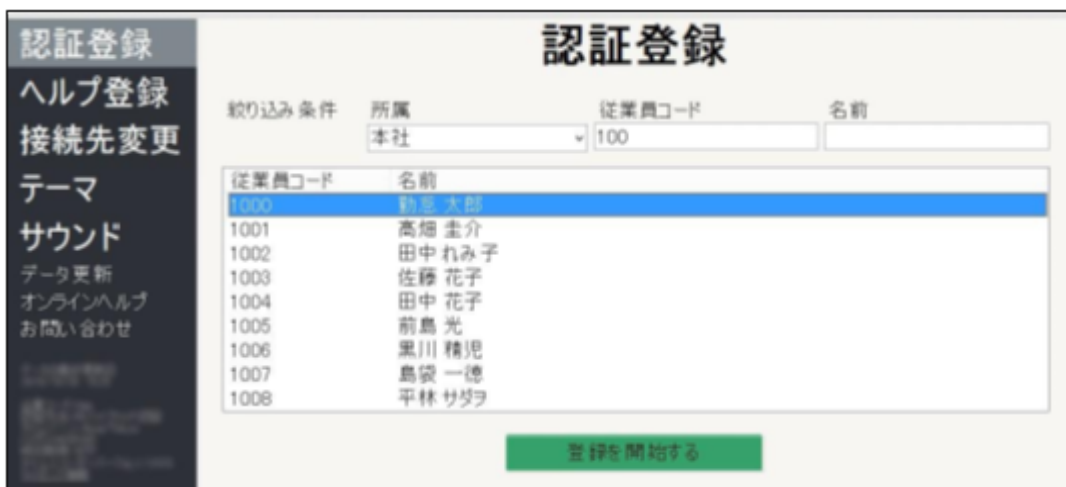 認証登録
ヘルプ登録
接続先変更
テーマ
サウンド
データ更新
オンラインヘルプ
お問い合わせ
認証登録
絞り込み条件 所属 従業員コード 名前
本社 100
従業員コード 名前
1000 勤怠 太郎
1001 高畑 圭介
1002 田中 れみ子
1003 佐藤 花子
1004 田中 花子
1005 前島 光
1006 黒川 精児
1007 島袋 一徳
1008 平林 サダヲ
登録を開始する